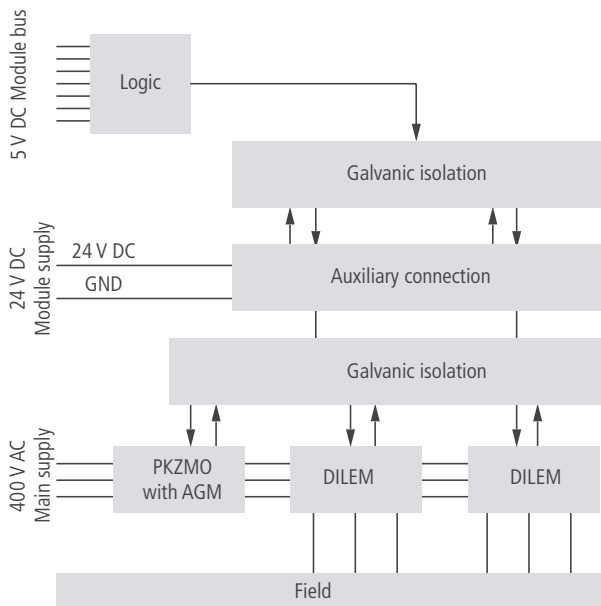 5 V DC Module bus
Logic
Galvanic isolation
24 V DC
Module supply
24 V DC
GND
Auxiliary connection
Galvanic isolation
400 V AC
Main supply
PKZMO
with AGM
DILEM
DILEM
Field